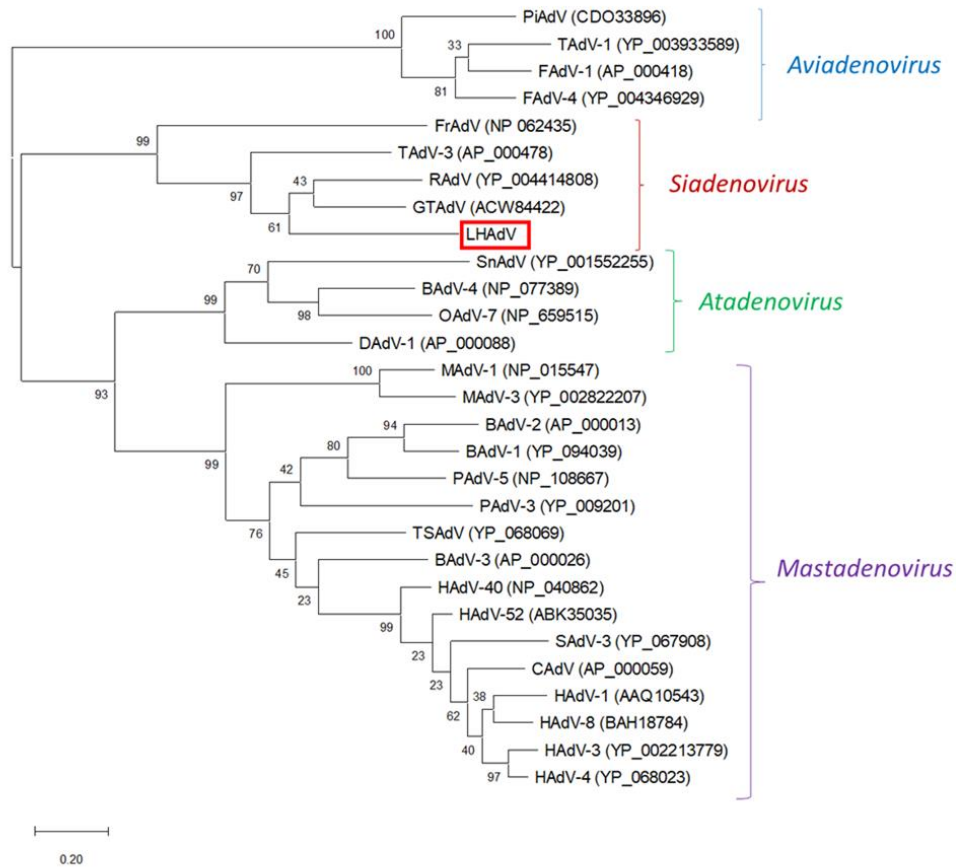 PiAdV (CDO33896)
100
33
TAdV-1 (YP_003933589)
FAdV-1 (AP_000418)
Aviadenovirus
81
FAdV-4 (YP_004346929)
FrAdV (NP 062435)
99
TAdV-3 (AP_000478)
43
RAdV (YP_004414808)
Siadenovirus
97
GTAdV (ACW84422)
61
LHAdV
SnAdV (YP_001552255)
70
BAdV-4 (NP_077389)
99
Atadenovirus
98
OAdV-7 (NP_659515)
DAdV-1 (AP_000088)
MAdV-1 (NP_015547)
100
93
MAdV-3 (YP_002822207)
BAdV-2 (AP_000013)
94
80
BAdV-1 (YP_094039)
99
42
PAdV-5 (NP_108667)
PAdV-3 (YP_009201)
76
TSAdV (YP_068069)
45
BAdV-3 (AP_000026)
Mastadenovirus
23
HAdV-40 (NP_040862)
99
HAdV-52 (ABK35035)
23
SAdV-3 (YP_067908)
23
CAdV (AP_000059)
38
HAdV-1 (AAQ10543)
62
HAdV-8 (BAH18784)
40
HAdV-3 (YP_002213779)
97
HAdV-4 (YP_068023)
0.20